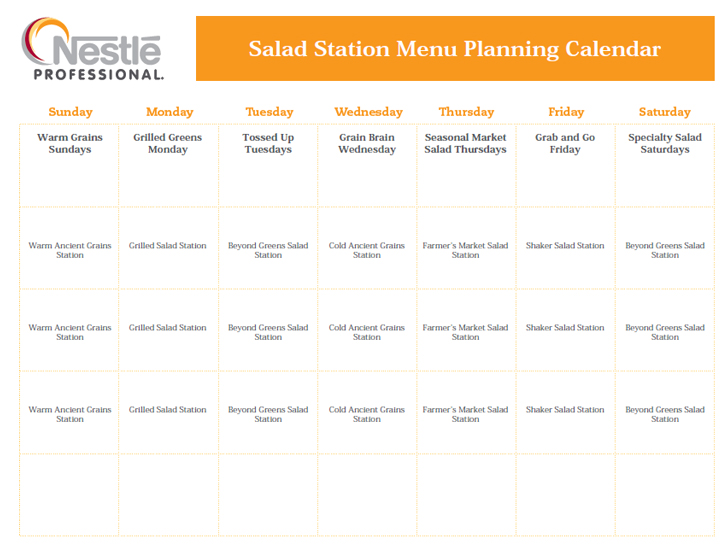 Nestlé
PROFESSIONAL.
Salad Station Menu Planning Calendar
Sunday Monday Tuesday Wednesday Thursday Friday Saturday
Warm Grains
Sundays
Grilled Greens
Monday
Tossed Up
Tuesdays
Grain Brain
Wednesday
Seasonal Market
Salad Thursdays
Grab and Go
Friday
Specialty Salad
Saturdays
Warm Ancient Grains
Station
Grilled Salad Station
Beyond Greens Salad
Station
Cold Ancient Grains
Station
Farmer's Market Salad
Station
Shaker Salad Station
Beyond Greens Salad
Station
Warm Ancient Grains
Station
Grilled Salad Station
Beyond Greens Salad
Station
Cold Ancient Grains
Station
Farmer's Market Salad
Station
Shaker Salad Station
Beyond Greens Salad
Station
Warm Ancient Grains
Station
Grilled Salad Station
Beyond Greens Salad
Station
Cold Ancient Grains
Station
Farmer's Market Salad
Station
Shaker Salad Station
Beyond Greens Salad
Station